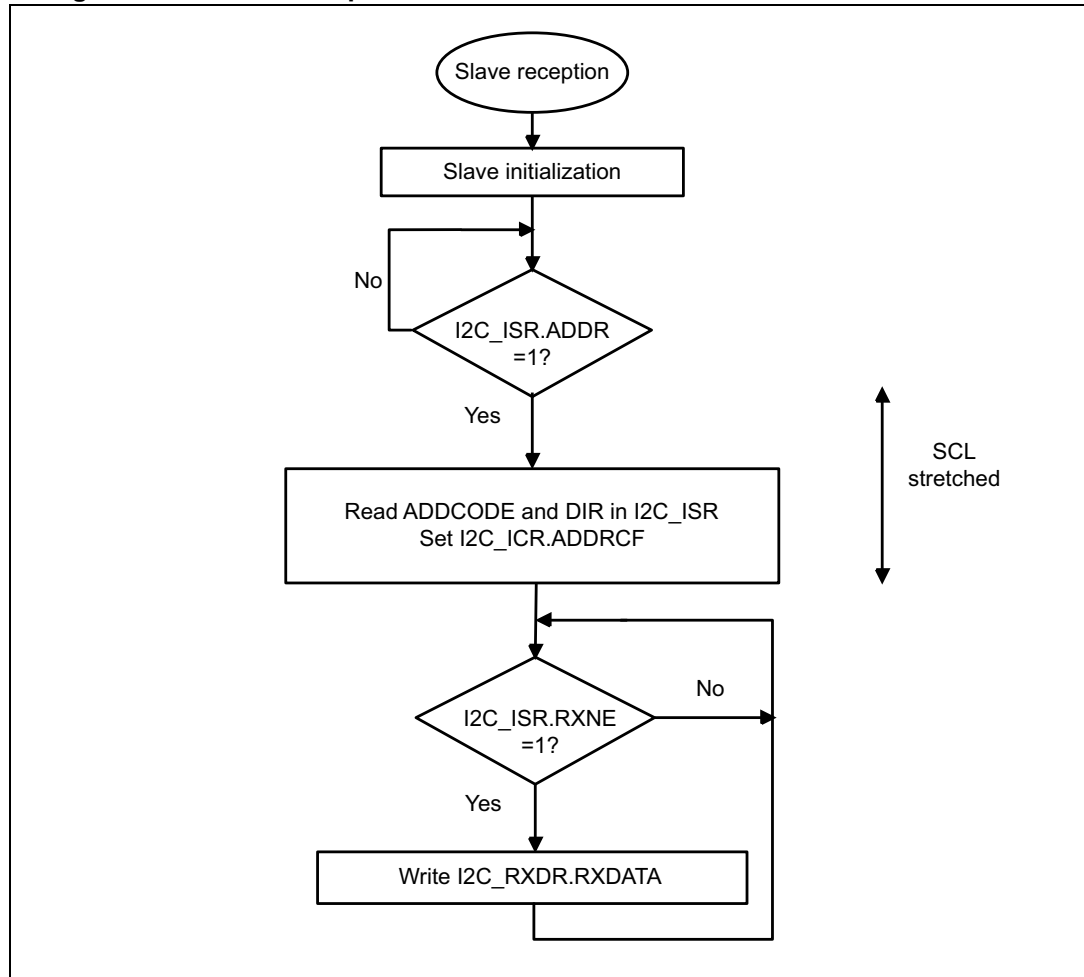 Slave reception
Slave initialization
No
I2C_ISR.ADDR
=1?
Yes
SCL
stretched
Read ADDCODE and DIR in I2C_ISR
Set I2C_ICR.ADDRCF
No
I2C_ISR.RXNE
=1?
Yes
Write I2C_RXDR.RXDATA